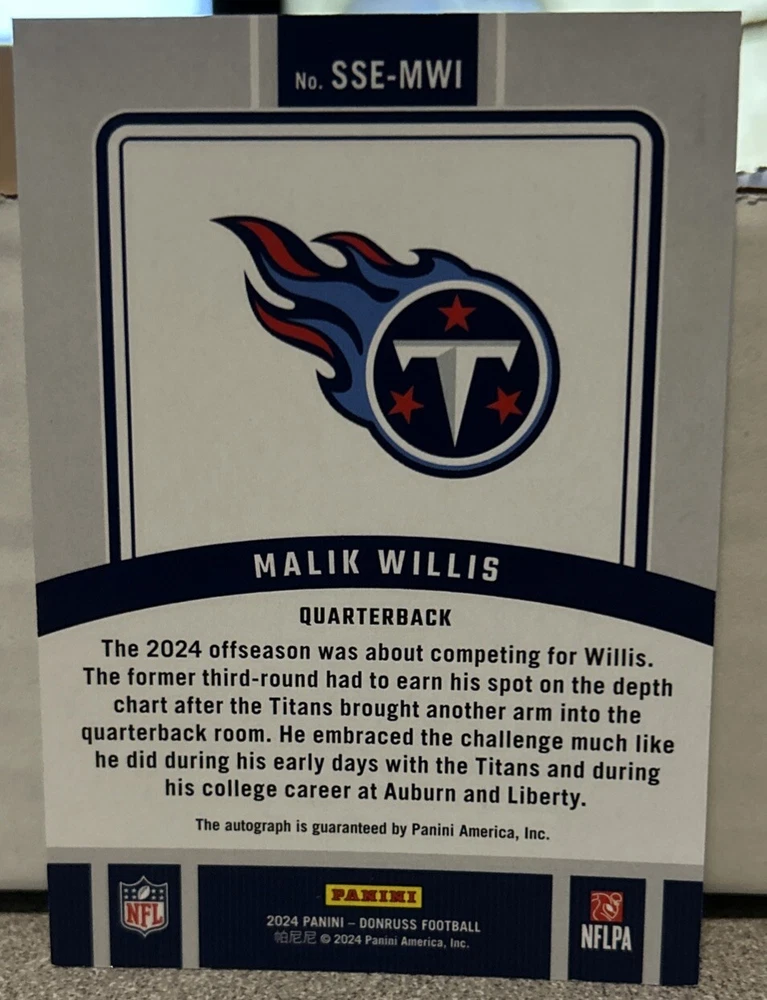 No. SSE-MWI
T
MALIK WILLIS
QUARTERBACK
The 2024 offseason was about competing for Willis.
The former third-round had to earn his spot on the depth
chart after the Titans brought another arm into the
quarterback room. He embraced the challenge much like
he did during his early days with the Titans and during
his college career at Auburn and Liberty.
The autograph is guaranteed by Panini America, Inc.
NFL
PANINI
2024 PANINI – DONRUSS FOOTBALL
帕尼尼 © 2024 Panini America, Inc.
NFLPA